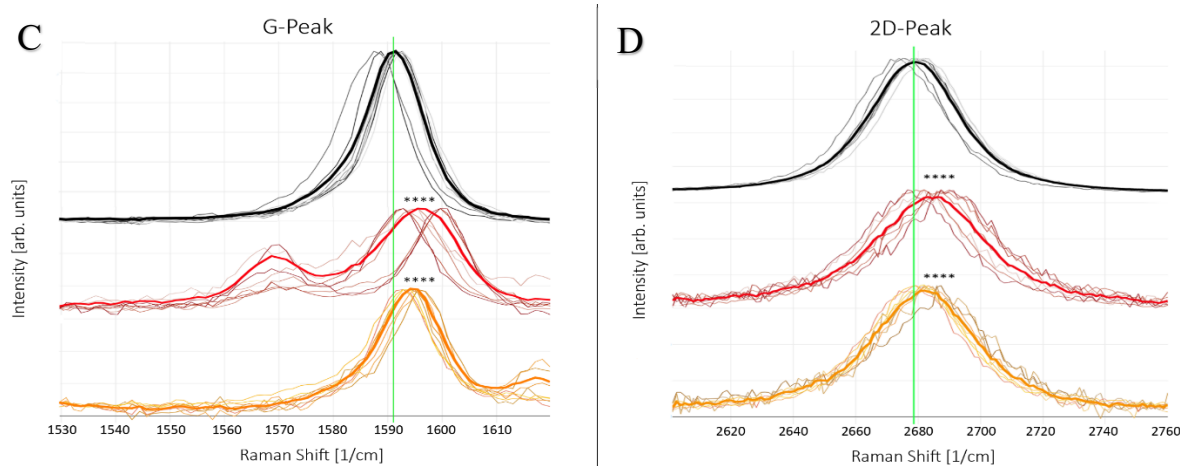 C
G-Peak
Intensity [arb. units]
****
****
1530 1540 1550 1560 1570 1580 1590 1600 1610
Raman Shift [1/cm]
D
2D-Peak
Intensity [arb. units]
****
****
2620 2640 2660 2680 2700 2720 2740 2760
Raman Shift [1/cm]